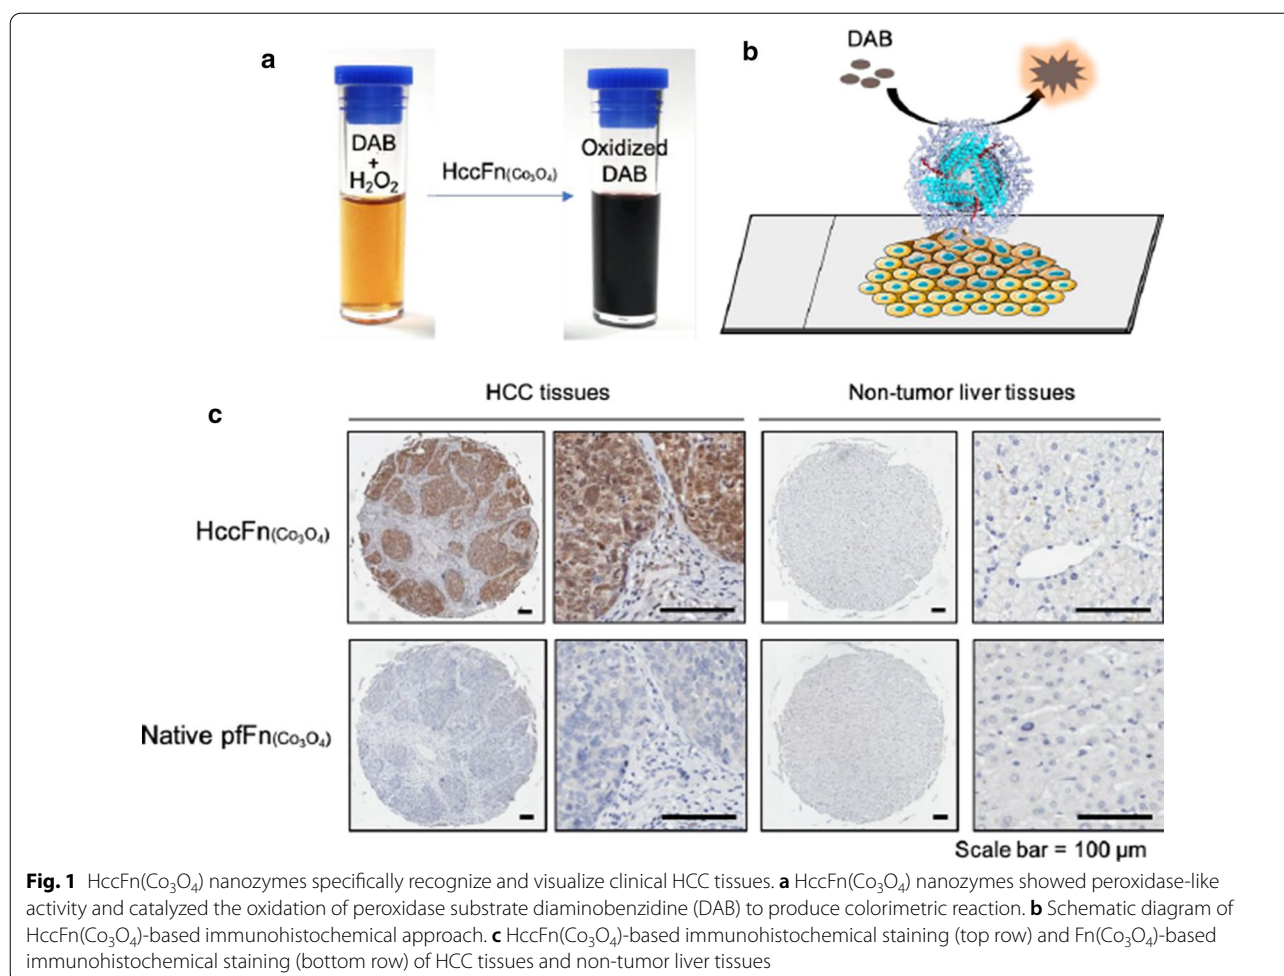 a
b
DAB
DAB
+
H₂O₂
HccFn(Co₃O₄)
Oxidized
DAB
c
HCC tissues
Non-tumor liver tissues
HccFn(Co₃O₄)
Native pfFn(Co₃O₄)
Scale bar = 100 μm
Fig. 1 HccFn(Co₃O₄) nanozymes specifically recognize and visualize clinical HCC tissues. a HccFn(Co₃O₄) nanozymes showed peroxidase-like
activity and catalyzed the oxidation of peroxidase substrate diaminobenzidine (DAB) to produce colorimetric reaction. b Schematic diagram of
HccFn(Co₃O₄)-based immunohistochemical approach. c HccFn(Co₃O₄)-based immunohistochemical staining (top row) and Fn(Co₃O₄)-based
immunohistochemical staining (bottom row) of HCC tissues and non-tumor liver tissues